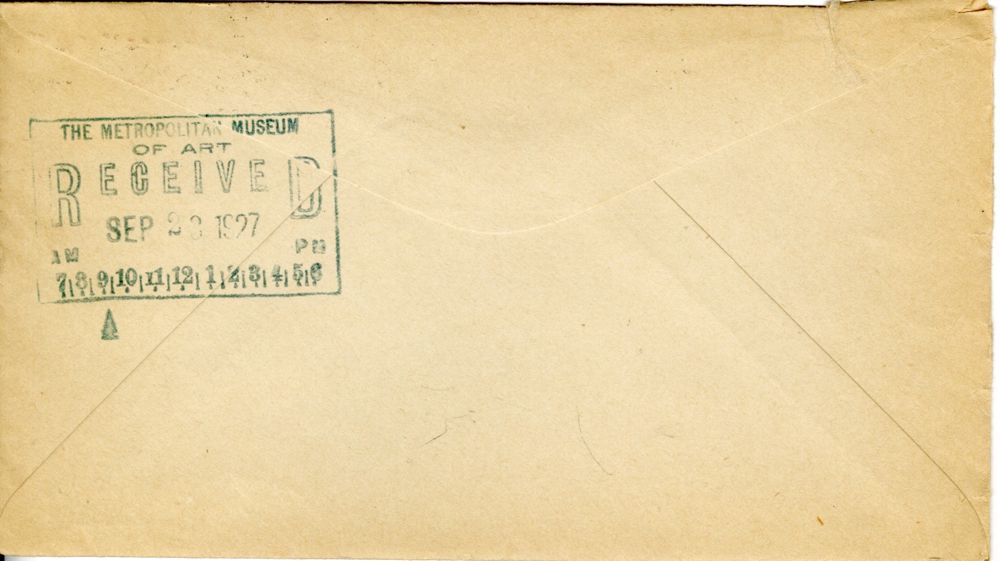 THE METROPOLITAN MUSEUM
OF ART
RECEIVED
SEP 23 1927
AM PM
7 8 9 10 11 12 1 2 3 4 5 6